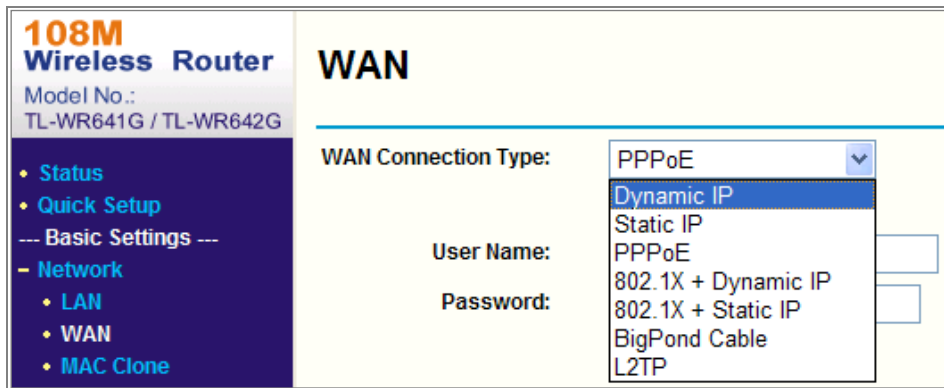 108M
Wireless Router
Model No.:
TL-WR641G / TL-WR642G
• Status
• Quick Setup
--- Basic Settings ---
– Network
• LAN
• WAN
• MAC Clone
WAN
WAN Connection Type:
PPPoE
Dynamic IP
Static IP
PPPoE
802.1X + Dynamic IP
802.1X + Static IP
BigPond Cable
L2TP
User Name:
Password: